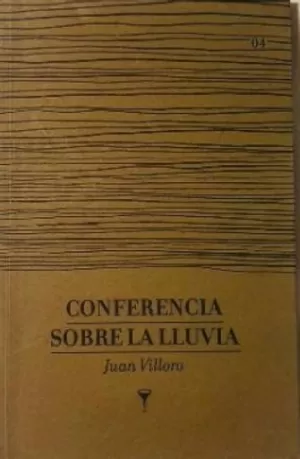 04
CONFERENCIA
SOBRE LA LLUVIA
Juan Villoro